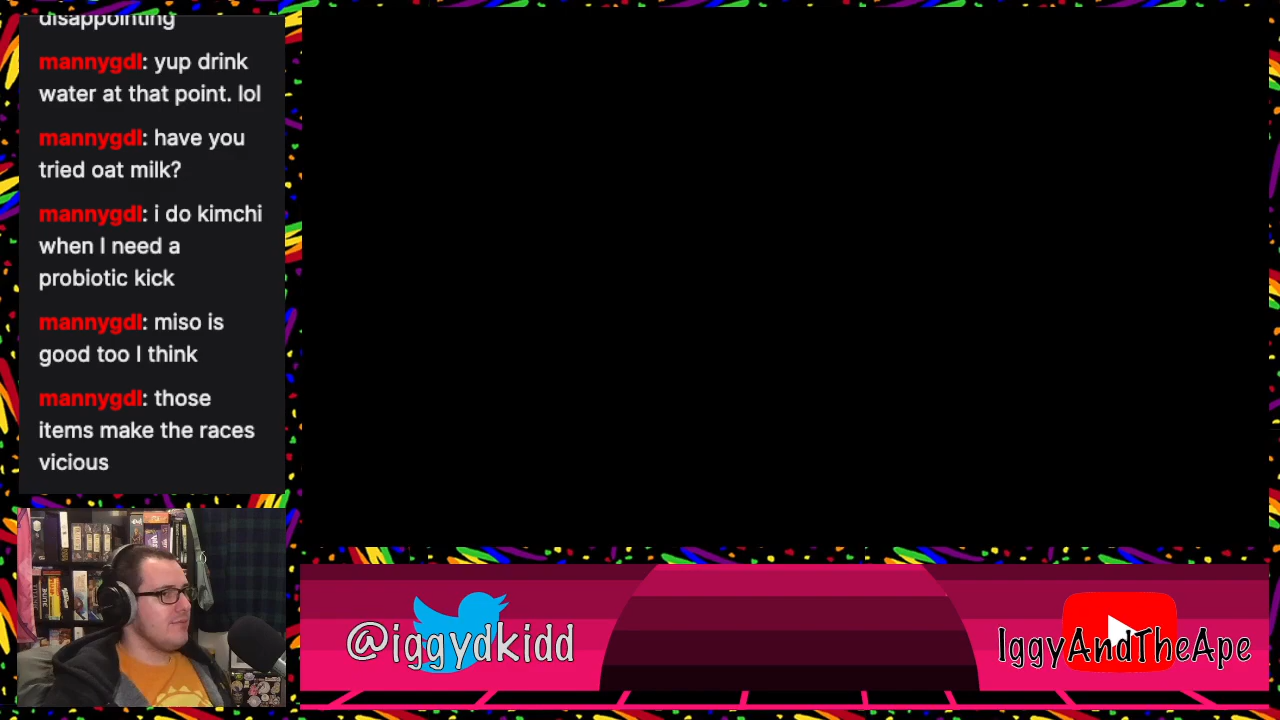 disappointing
mannygdl: yup drink
water at that point. lol
mannygdl: have you
tried oat milk?
mannygdl: i do kimchi
when I need a
probiotic kick
mannygdl: miso is
good too I think
mannygdl: those
items make the races
vicious
@iggydkidd
IggyAndTheApe